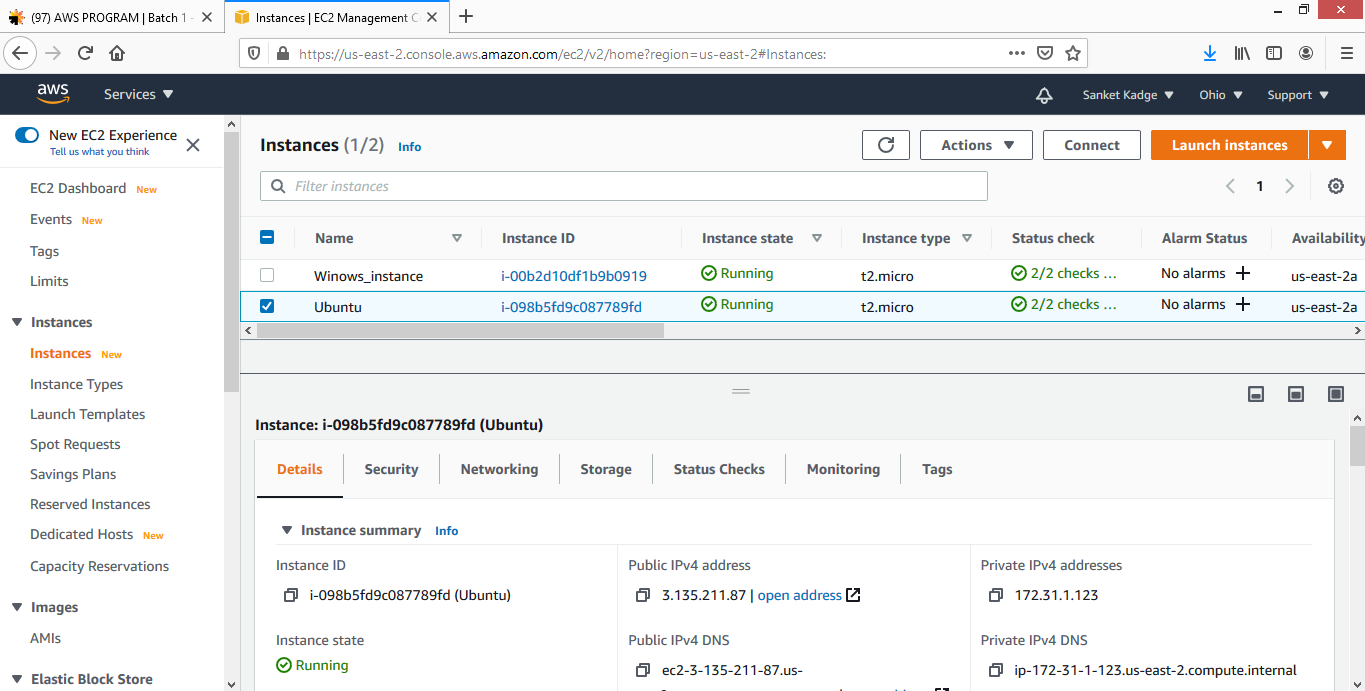 (97) AWS PROGRAM | Batch 1 -
Instances | EC2 Management C
https://us-east-2.console.aws.amazon.com/ec2/v2/home?region=us-east-2#Instances:
aws Services Sanket Kadge Ohio Support
New EC2 Experience
Tell us what you think
EC2 Dashboard New
Events New
Tags
Limits
Instances
Instances New
Instance Types
Launch Templates
Spot Requests
Savings Plans
Reserved Instances
Dedicated Hosts New
Capacity Reservations
Images
AMIs
Elastic Block Store
Instances (1/2) Info
Actions Connect Launch instances
Filter instances
1
Name Instance ID Instance state Instance type Status check Alarm Status Availability
Winows_instance i-00b2d10df1b9b0919 Running t2.micro 2/2 checks ... No alarms + us-east-2a
Ubuntu i-098b5fd9c087789fd Running t2.micro 2/2 checks ... No alarms + us-east-2a
Instance: i-098b5fd9c087789fd (Ubuntu)
Details Security Networking Storage Status Checks Monitoring Tags
Instance summary Info
Instance ID
i-098b5fd9c087789fd (Ubuntu)
Instance state
Running
Public IPv4 address
3.135.211.87 | open address
Public IPv4 DNS
ec2-3-135-211-87.us-
Private IPv4 addresses
172.31.1.123
Private IPv4 DNS
ip-172-31-1-123.us-east-2.compute.internal